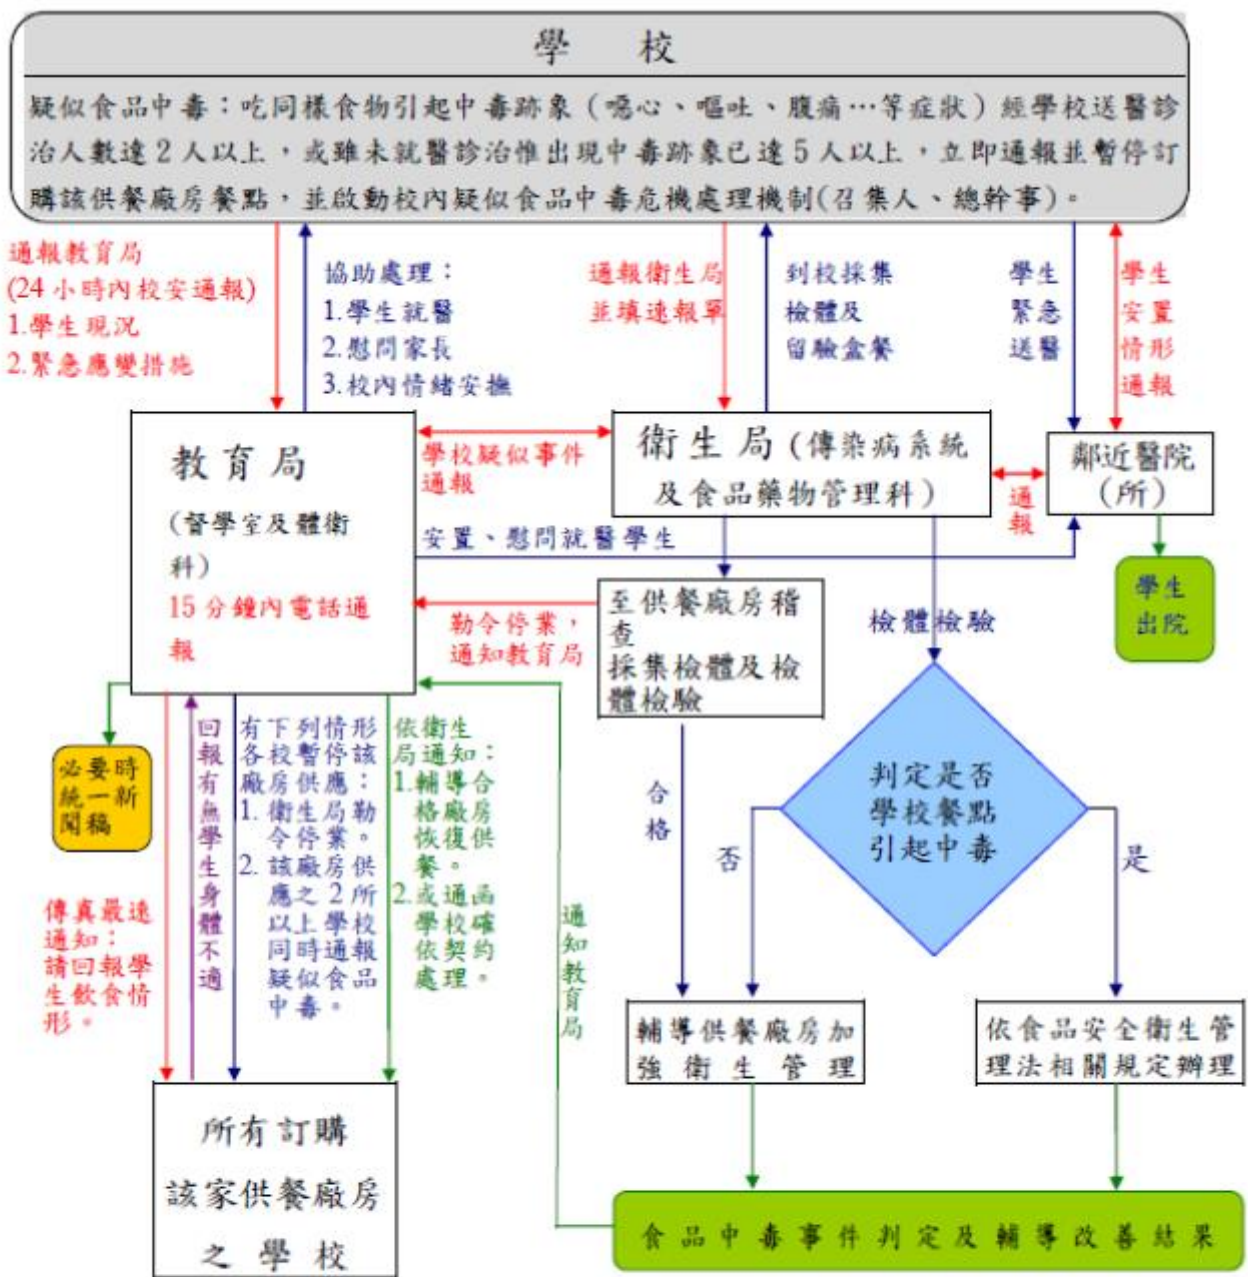 學 校
疑似食品中毒：吃同樣食物引起中毒跡象（噁心、嘔吐、腹痛…等症狀）經學校送醫診
治人數達2人以上，或雖未就醫診治惟出現中毒跡象已達5人以上，立即通報並暫停訂
購該供餐廠房餐點，並啟動校內疑似食品中毒危機處理機制(召集人、總幹事)。
通報教育局
(24小時內校安通報)
1.學生現況
2.緊急應變措施
協助處理：
1.學生就醫
2.慰問家長
3.校內情緒安撫
通報衛生局
並填速報單
到校採集
檢體及
留驗盒餐
學生
緊急
送醫
學生
安置
情形
通報
教育局
(督學室及體衛
科)
15分鐘內電話通
報
學校疑似事件
通報
衛生局(傳染病系統
及食品藥物管理科)
通報
鄰近醫院
(所)
安置、慰問就醫學生
學生
出院
勒令停業，
通知教育局
至供餐廠房稽
查
採集檢體及檢
體檢驗
檢體檢驗
必要時
統一新
聞稿
傳真最速
通知：
請回報學
生飲食情
形。
回報有無學生身體不適
有下列情形
各校暫停該
廠房供應：
1.衛生局勒
令停業。
2.該廠房供
應之2所
以上學校
同時通報
疑似食品
中毒。
依衛生
局通知：
1.輔導合
格廠房
恢復供
餐。
2.或通函
學校確
依契約
處理。
通知教育局
合格
否
判定是否
學校餐點
引起中毒
是
輔導供餐廠房加
強衛生管理
依食品安全衛生管
理法相關規定辦理
所有訂購
該家供餐廠房
之學校
食品中毒事件判定及輔導改善結果